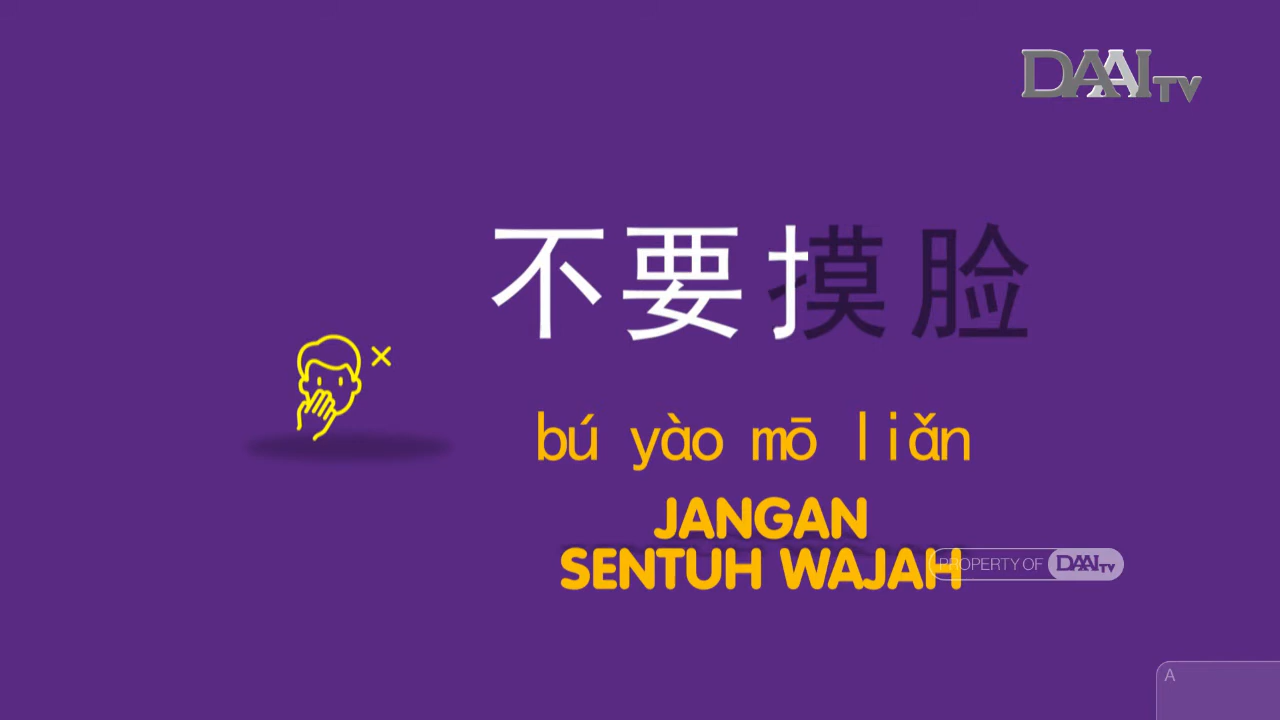 DAAI TV
不要摸脸
bú yào mō liǎn
JANGAN
SENTUH WAJAH
PROPERTY OF DAAI TV
A